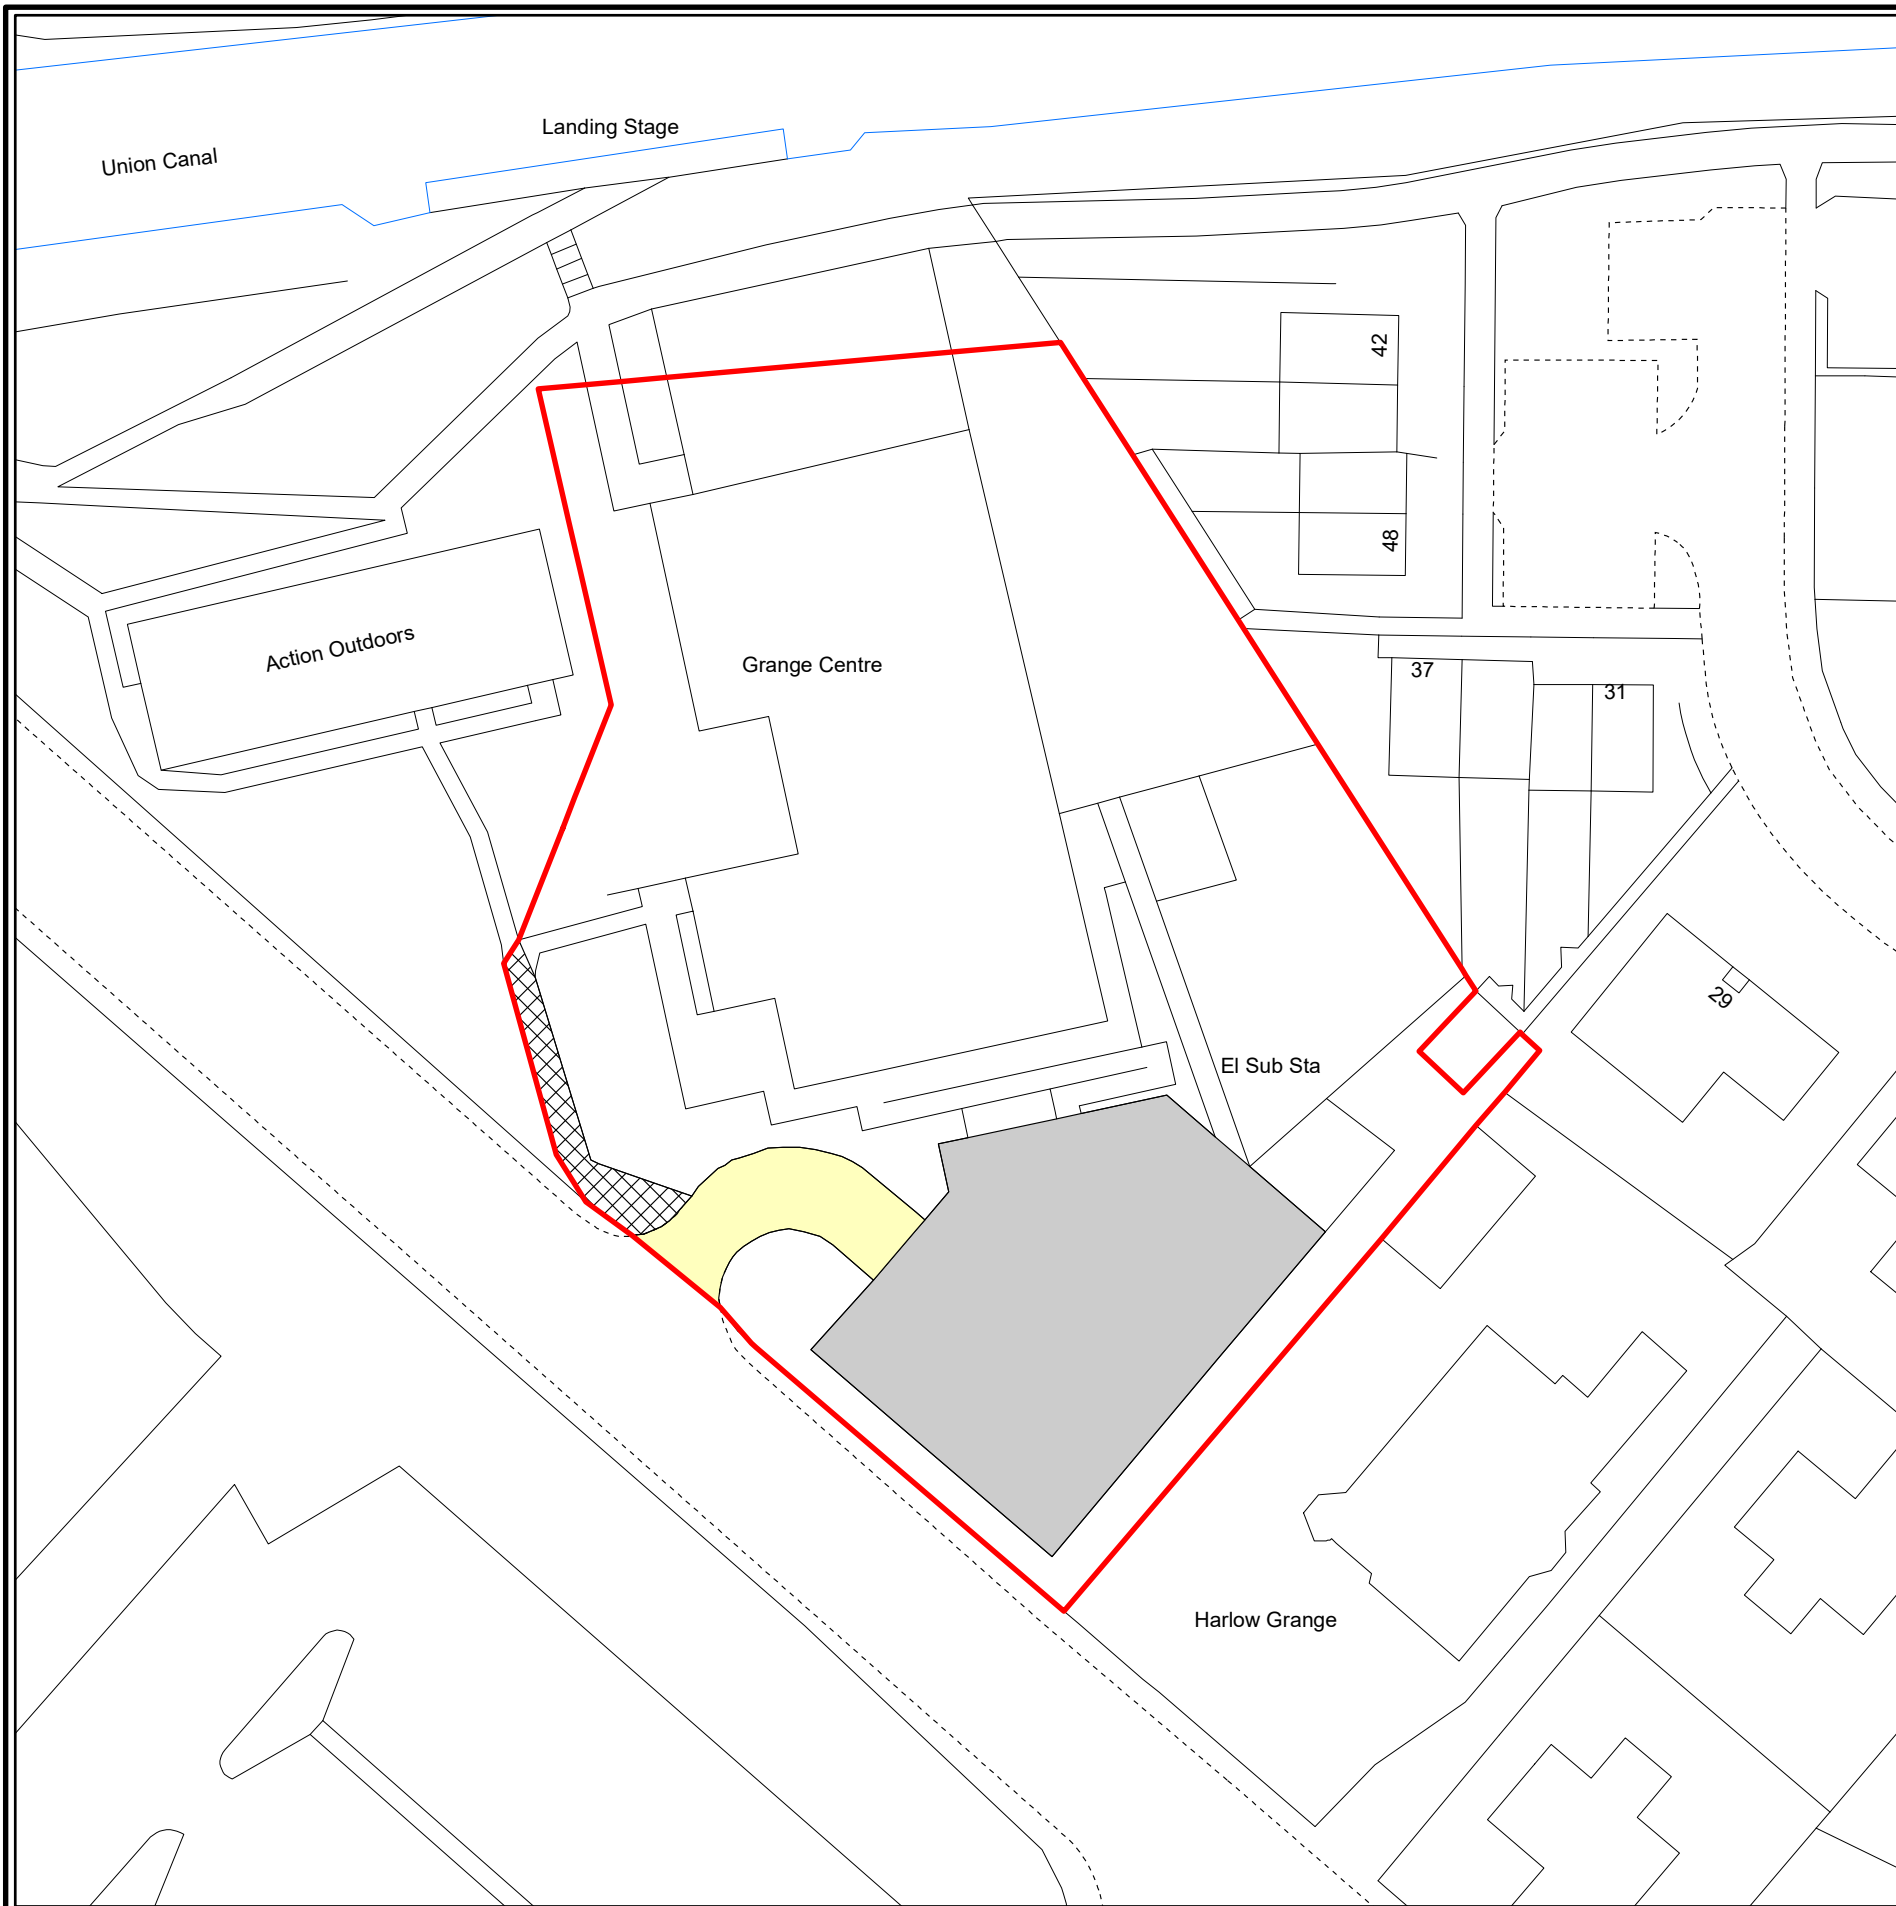 Landing Stage
Union Canal
42
48
Action Outdoors
Grange Centre
37
31
29
El Sub Sta
Harlow Grange